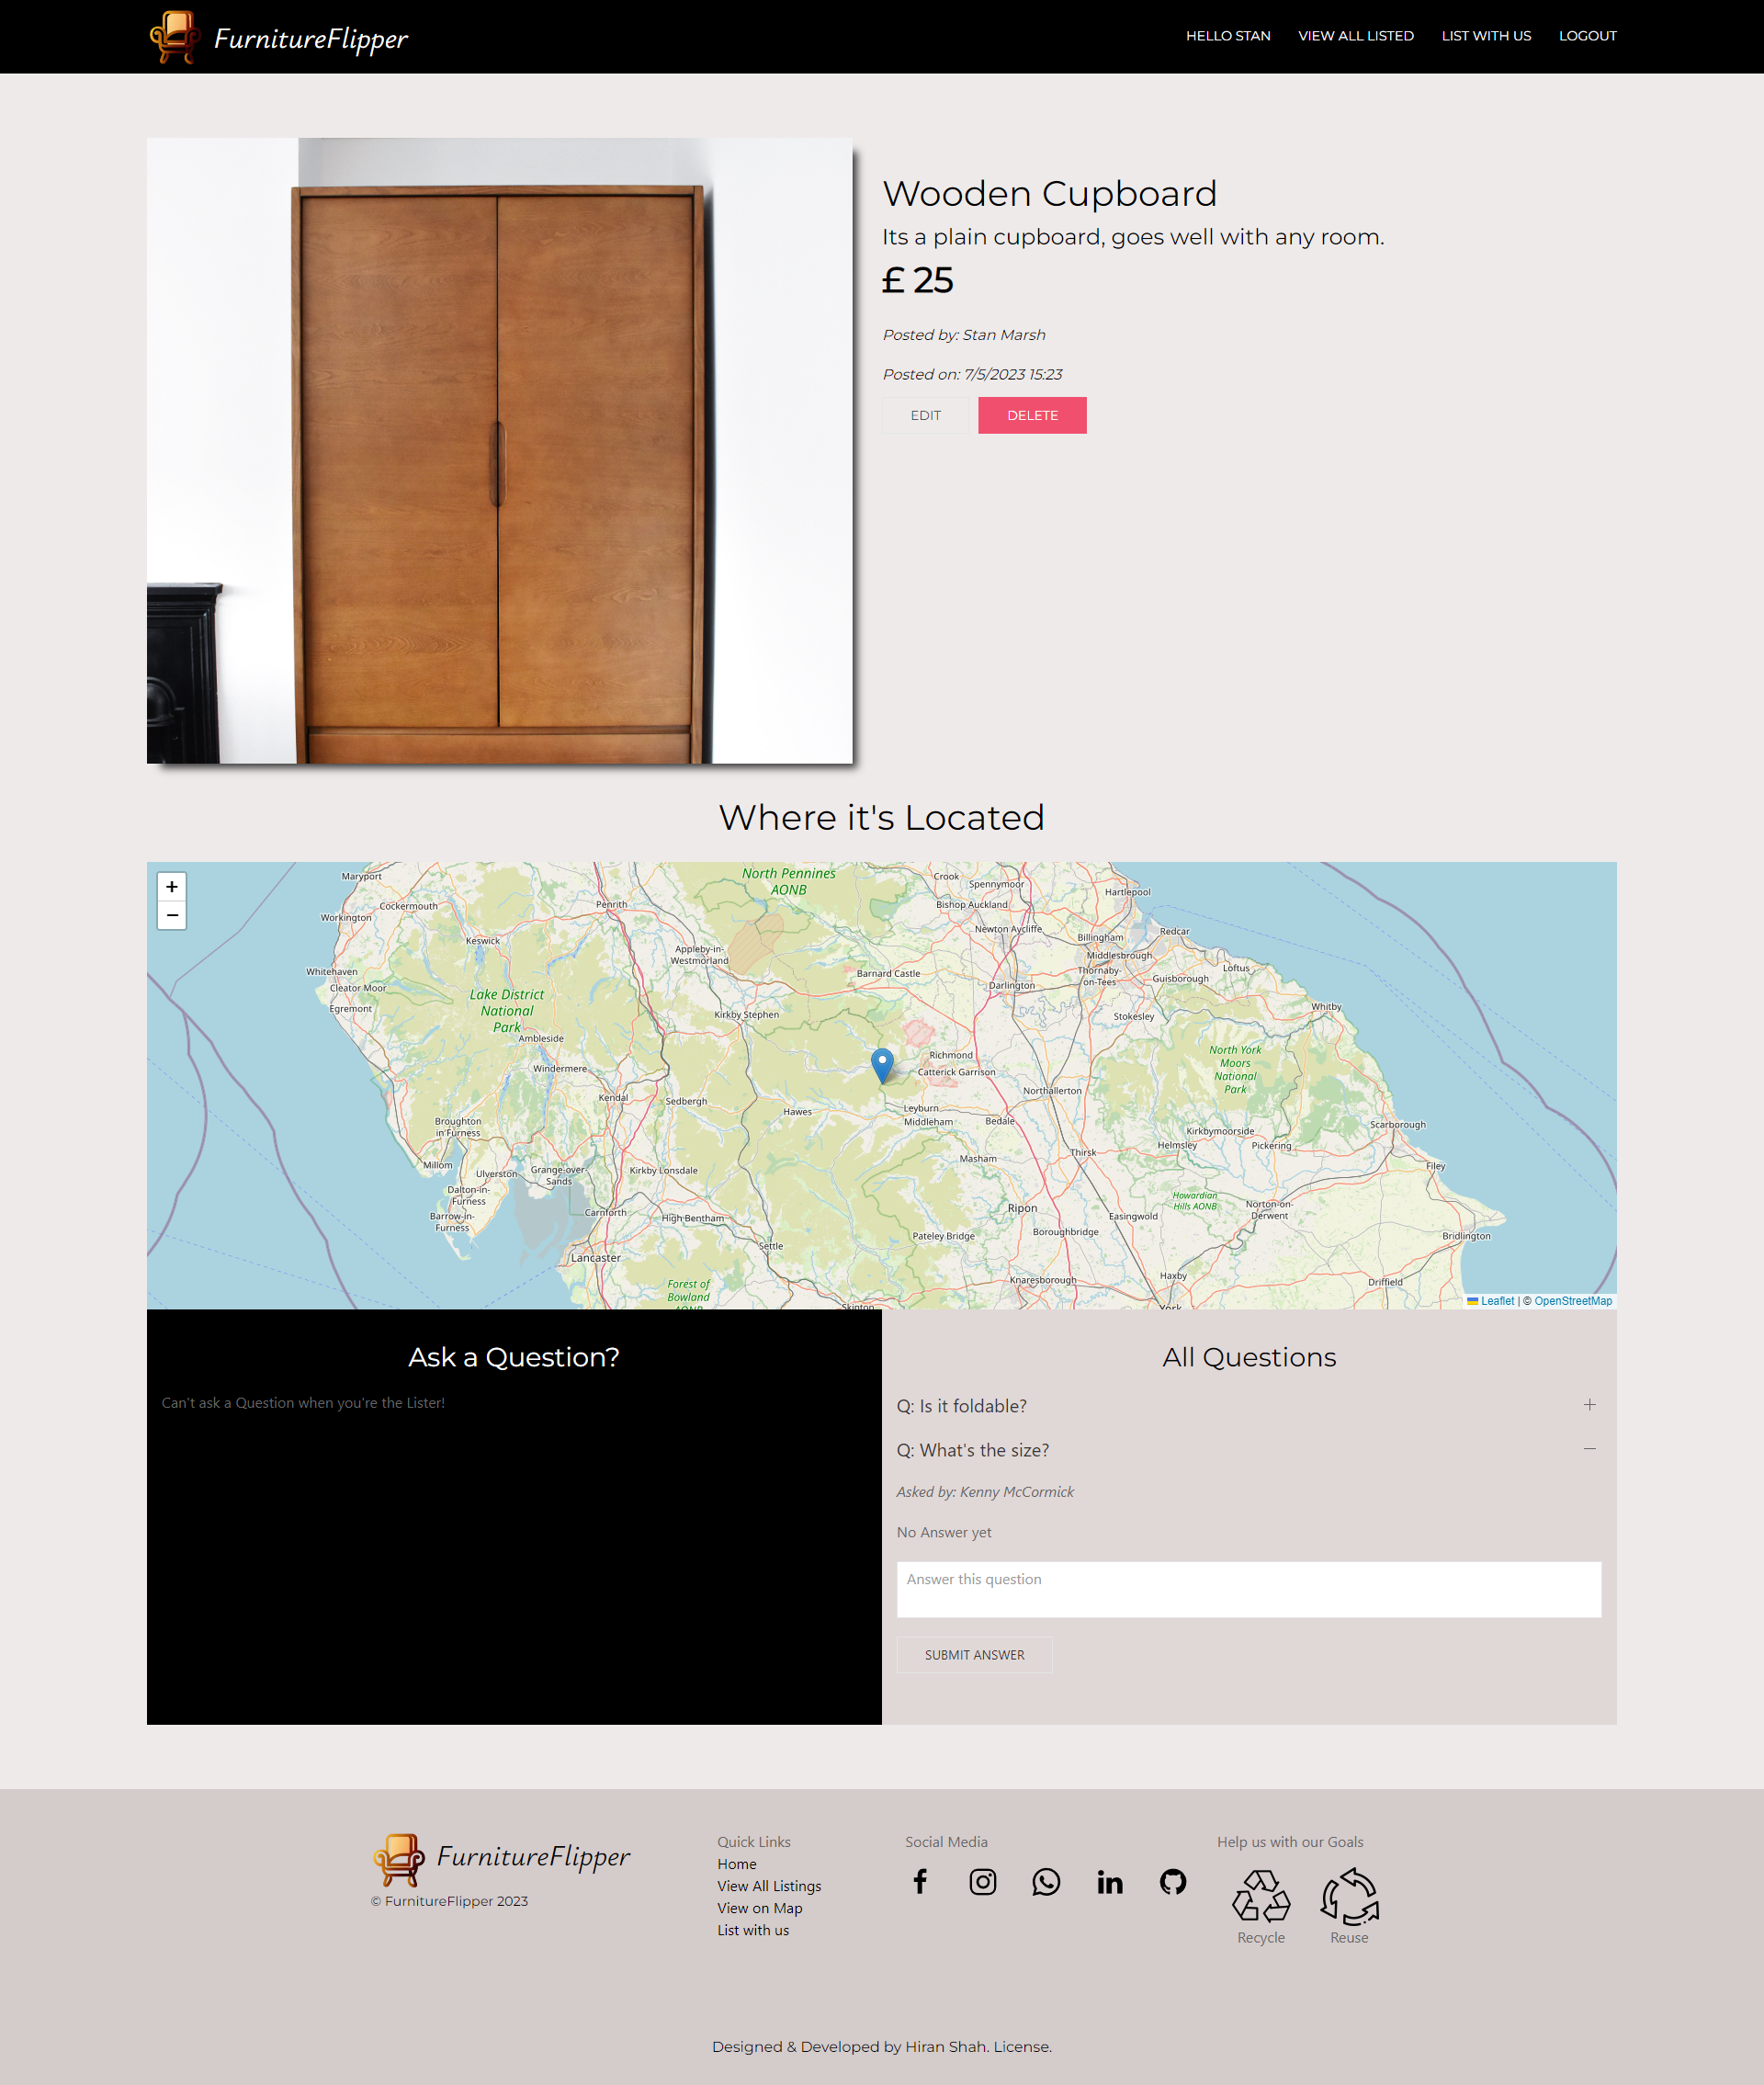 FurnitureFlipper
HELLO STAN
VIEW ALL LISTED
LIST WITH US
LOGOUT
Wooden Cupboard
Its a plain cupboard, goes well with any room.
£ 25
Posted by: Stan Marsh
Posted on: 7/5/2023 15:23
EDIT
DELETE
Where it's Located
+
−
Maryport
Cockermouth
Workington
Keswick
Whitehaven
Cleator Moor
Egremont
Lake District
National
Park
Ambleside
Windermere
Kendal
Broughton
in Furness
Millom
Ulverston
Grange-over-
Sands
Dalton-in-
Furness
Barrow-in-
Furness
Carnforth
Lancaster
Penrith
North Pennines
AONB
Appleby-in-
Westmorland
Kirkby Stephen
Sedbergh
Kirkby Lonsdale
High Bentham
Settle
Forest of
Bowland
AONB
Hawes
Skipton
Crook
Spennymoor
Bishop Auckland
Newton Aycliffe
Barnard Castle
Darlington
Richmond
Catterick Garrison
Leyburn
Middleham
Bedale
Northallerton
Masham
Thirsk
Ripon
Pateley Bridge
Boroughbridge
Knaresborough
Hartlepool
Billingham
Redcar
Middlesbrough
Thornaby-
on-Tees
Guisborough
Loftus
Stokesley
Whitby
North York
Moors
National
Park
Kirkbymoorside
Helmsley
Pickering
Scarborough
Filey
Howardian
Hills AONB
Easingwold
Norton-on-
Derwent
Bridlington
Haxby
York
Driffield
Leaflet | © OpenStreetMap
Ask a Question?
Can't ask a Question when you're the Lister!
All Questions
Q: Is it foldable?
Q: What's the size?
Asked by: Kenny McCormick
No Answer yet
Answer this question
SUBMIT ANSWER
FurnitureFlipper
© FurnitureFlipper 2023
Quick Links
Home
View All Listings
View on Map
List with us
Social Media
Help us with our Goals
Recycle
Reuse
Designed & Developed by Hiran Shah. License.